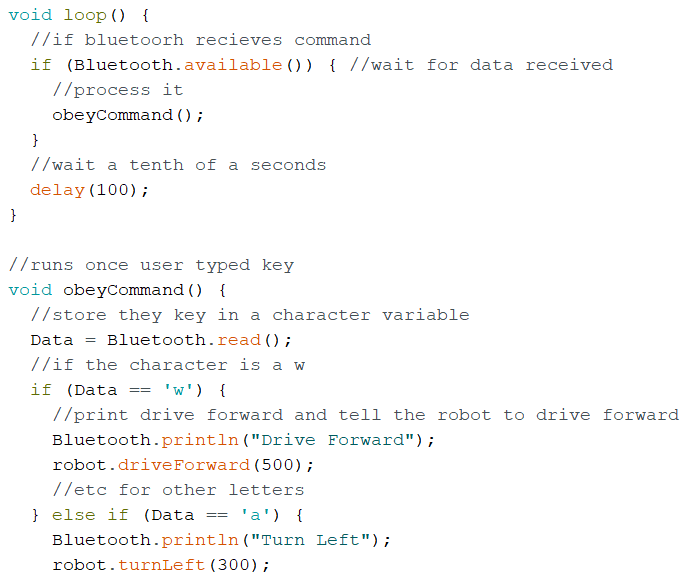 void loop() {
  //if bluetoorh recieves command
  if (Bluetooth.available()) { //wait for data received
    //process it
    obeyCommand();
  }
  //wait a tenth of a seconds
  delay(100);
}

//runs once user typed key
void obeyCommand() {
  //store they key in a character variable
  Data = Bluetooth.read();
  //if the character is a w
  if (Data == 'w') {
    //print drive forward and tell the robot to drive forward
    Bluetooth.println("Drive Forward");
    robot.driveForward(500);
    //etc for other letters
  } else if (Data == 'a') {
    Bluetooth.println("Turn Left");
    robot.turnLeft(300);